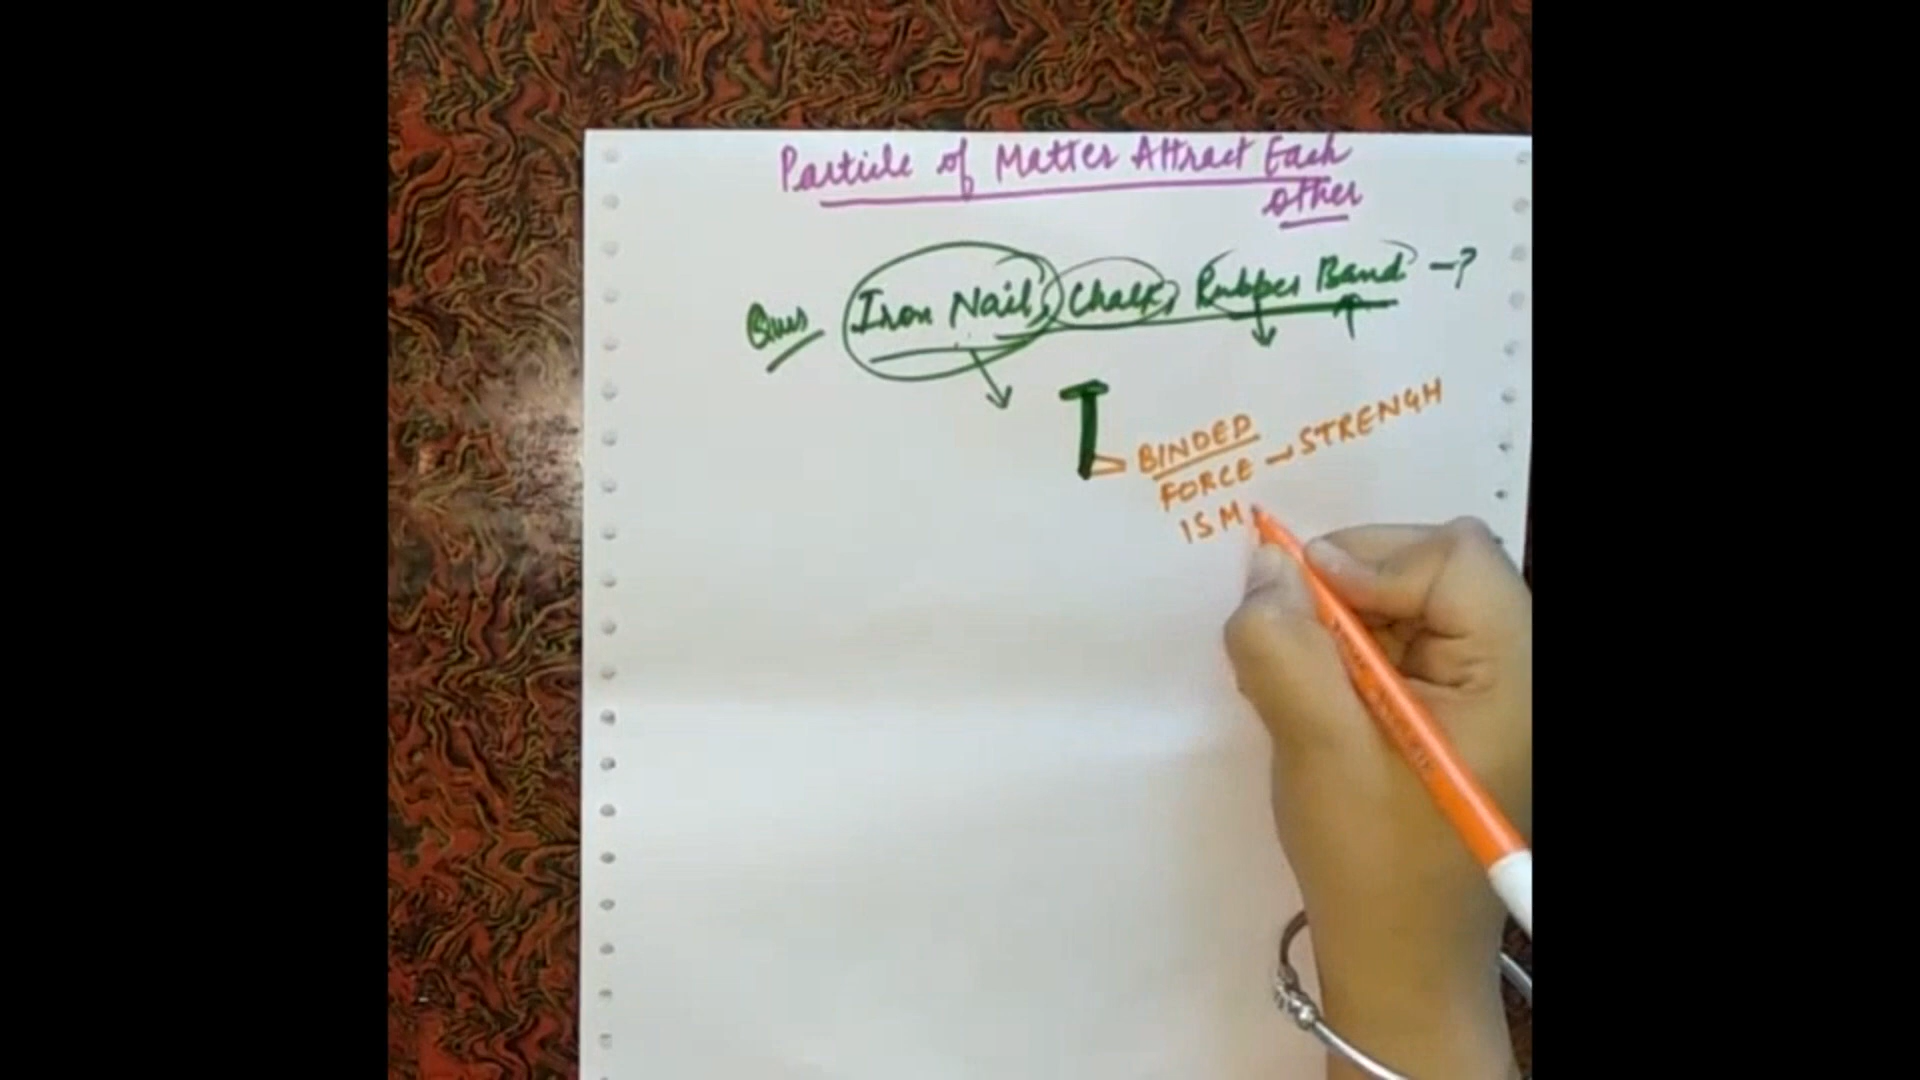 Particle of Matter Attract Each
other
Ques Iron Nail, Chalk, Rubber Band -?
BINDED
FORCE - STRENGH
IS M